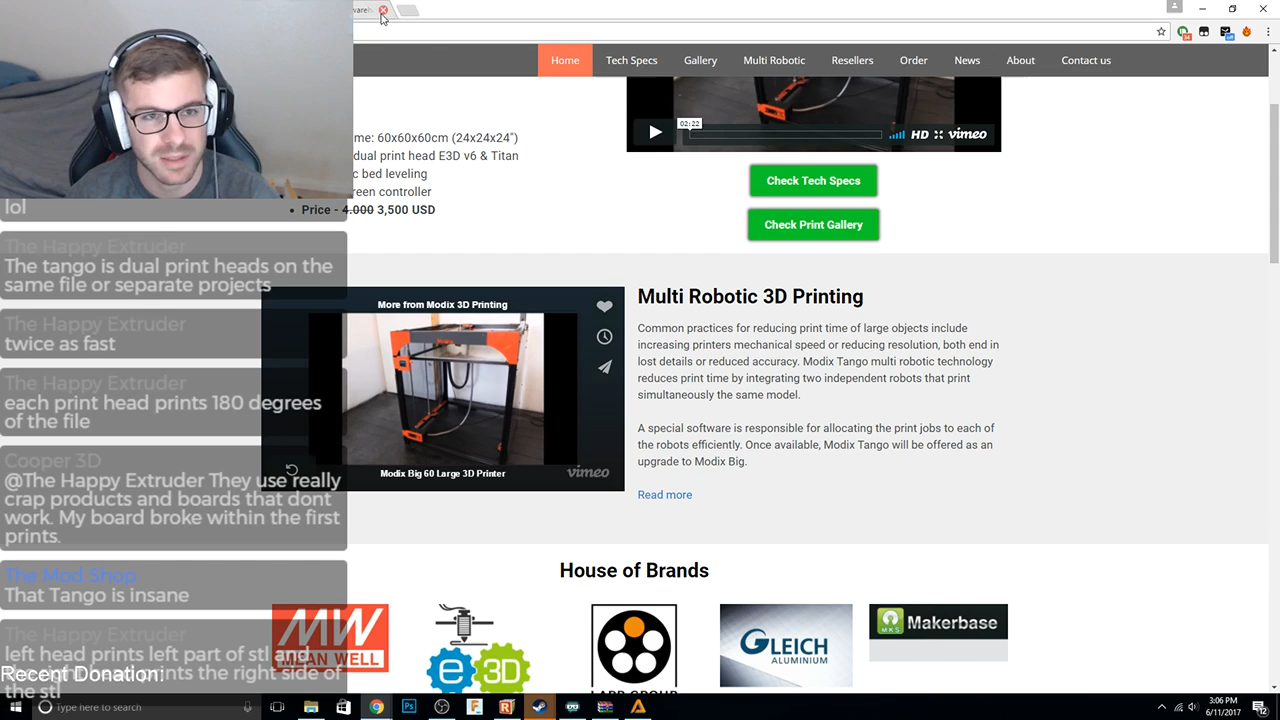 Home Tech Specs Gallery Multi Robotic Resellers Order News About Contact us
me: 60x60x60cm (24x24x24")
dual print head E3D v6 & Titan
c bed leveling
reen controller
Price - 4.000 3,500 USD
02:22
HD vimeo
Check Tech Specs
Check Print Gallery
lol
The Happy Extruder
The tango is dual print heads on the
same file or separate projects
The Happy Extruder
twice as fast
The Happy Extruder
each print head prints 180 degrees
of the file
Cooper 3D
@The Happy Extruder They use really
crap products and boards that dont
work. My board broke within the first
prints.
The Mod Shop
That Tango is insane
The Happy Extruder
left head prints left part of stl and
prints the right side of
the stl
Recent Donation:
More from Modix 3D Printing
Modix Big 60 Large 3D Printer
vimeo
Multi Robotic 3D Printing
Common practices for reducing print time of large objects include
increasing printers mechanical speed or reducing resolution, both end in
lost details or reduced accuracy. Modix Tango multi robotic technology
reduces print time by integrating two independent robots that print
simultaneously the same model.
A special software is responsible for allocating the print jobs to each of
the robots efficiently. Once available, Modix Tango will be offered as an
upgrade to Modix Big.
Read more
House of Brands
MW
MEAN WELL
e3D
LAPP GROUP
GLEICH
ALUMINIUM
MKS Makerbase
Type here to search
3:06 PM
6/11/2017